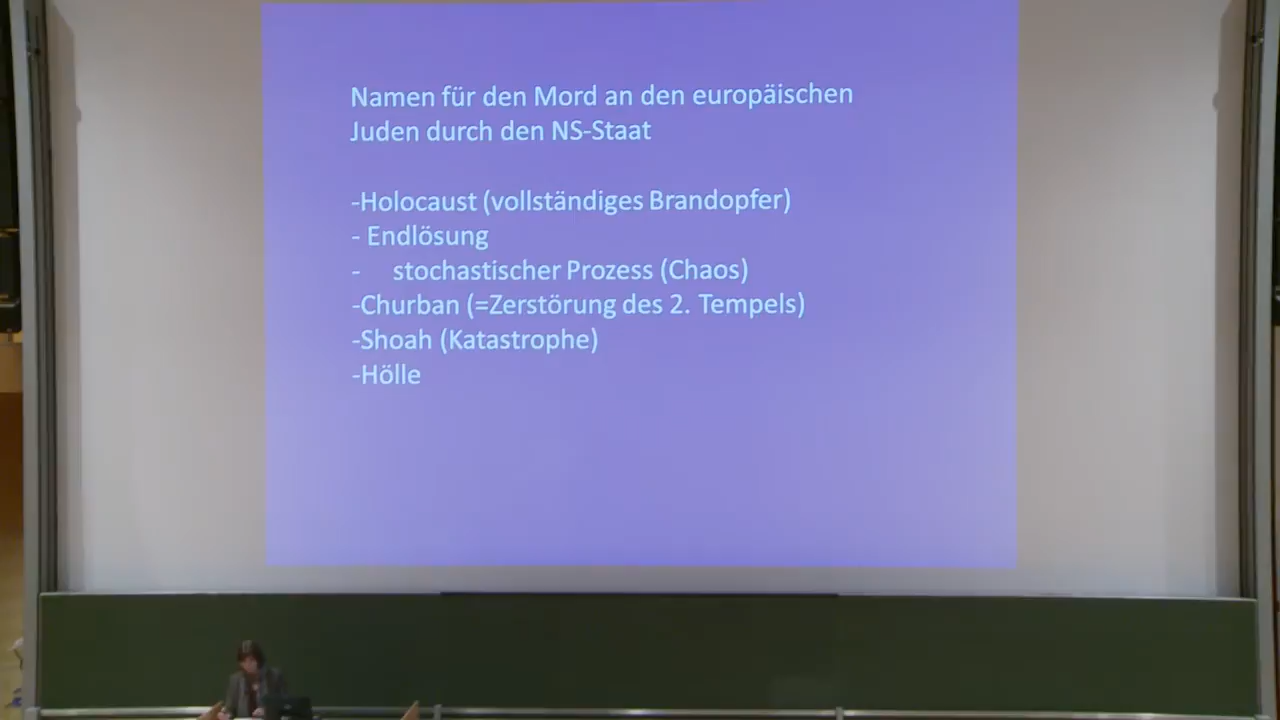 Namen für den Mord an den europäischen
Juden durch den NS-Staat
-Holocaust (vollständiges Brandopfer)
- Endlösung
- stochastischer Prozess (Chaos)
-Churban (=Zerstörung des 2. Tempels)
-Shoah (Katastrophe)
-Hölle